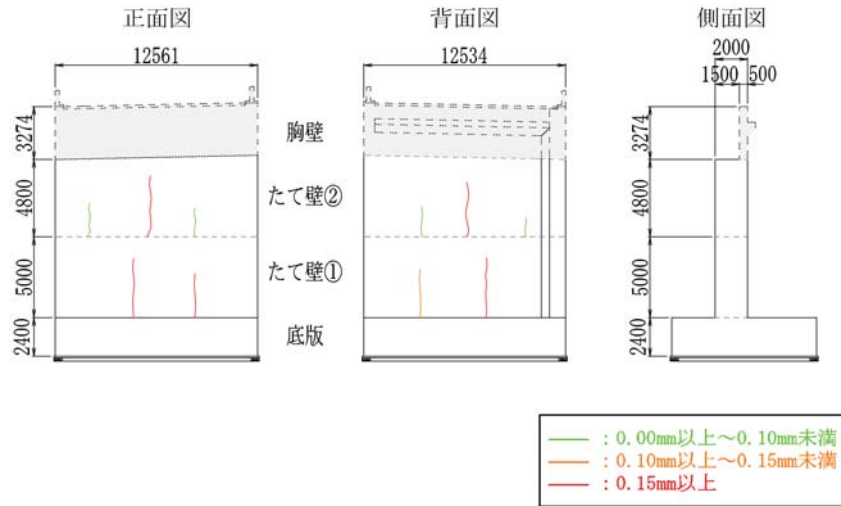 正面図
背面図
側面図
12561
12534
2000
1500
500
3274
胸壁
3274
4800
たて壁②
4800
5000
たて壁①
5000
2400
底版
2400
：0.00mm以上～0.10mm未満
：0.10mm以上～0.15mm未満
：0.15mm以上